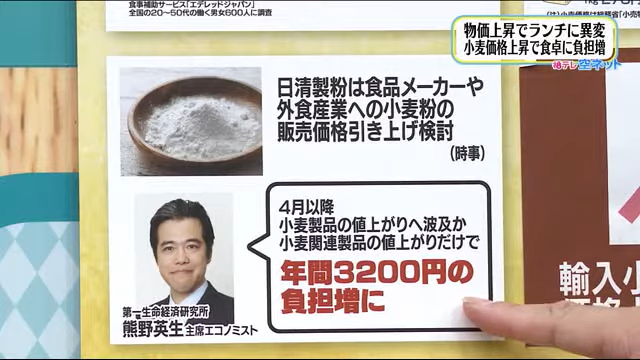 食事補助サービス「エデンレッドジャパン」
全国の20~50代の働く男女600人に調査
物価上昇でランチに異変
小麦価格上昇で食卓に負担増
空ネット
日清製粉は食品メーカーや
外食産業への小麦粉の
販売価格引き上げ検討
(時事)
4月以降
小麦製品の値上がりへ波及か
小麦関連製品の値上がりだけで
年間3200円の
負担増に
第一生命経済研究所
熊野英生 主席エコノミスト
輸入小